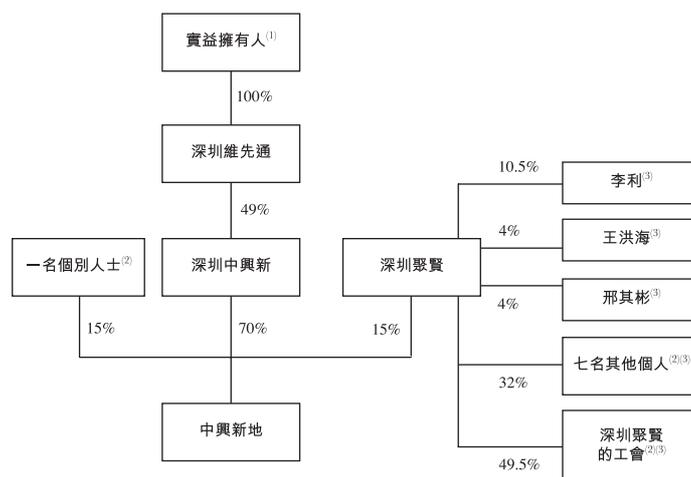 實益擁有人(1)
100%
深圳維先通
49%
一名個別人士(2)
深圳中興新
深圳聚賢
15%
70%
15%
中興新地
10.5%
李利(3)
4%
王洪海(3)
4%
邢其彬(3)
32%
七名其他個人(2)(3)
49.5%
深圳聚賢
的工會(2)(3)